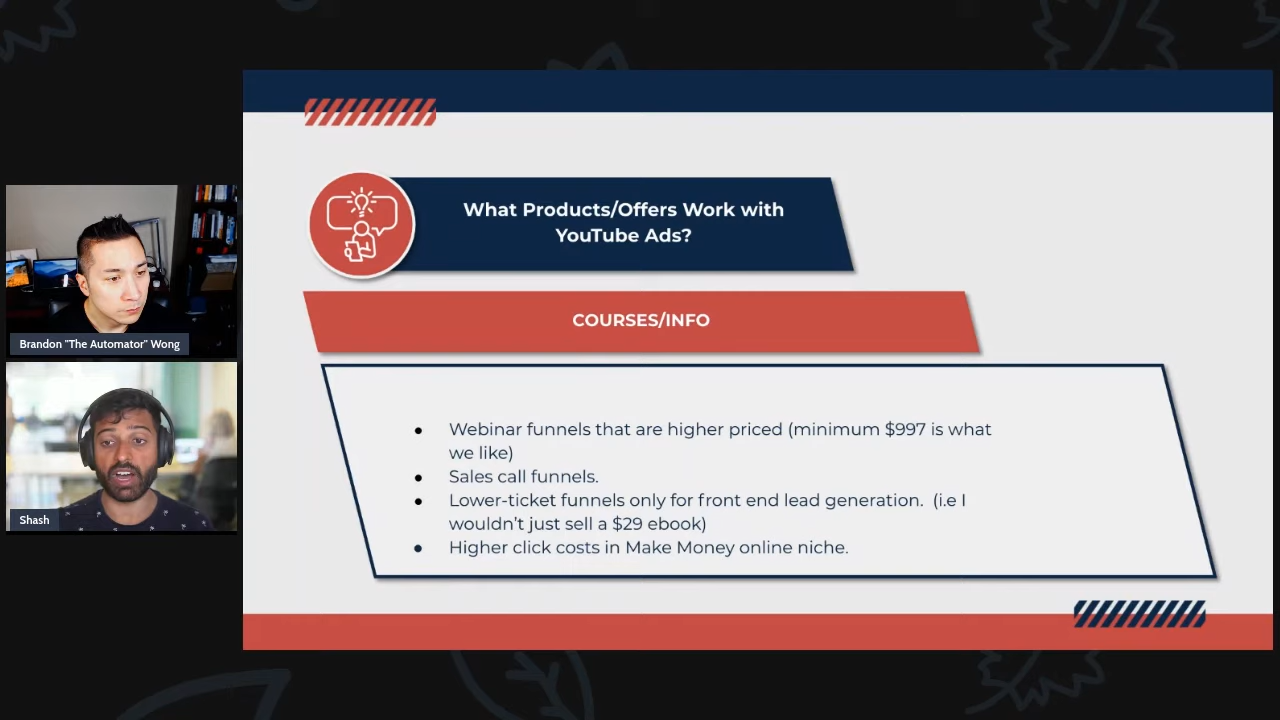 What Products/Offers Work with
YouTube Ads?
COURSES/INFO
● Webinar funnels that are higher priced (minimum $997 is what
we like)
● Sales call funnels.
● Lower-ticket funnels only for front end lead generation. (i.e I
wouldn't just sell a $29 ebook)
● Higher click costs in Make Money online niche.
Brandon "The Automator" Wong
Shash